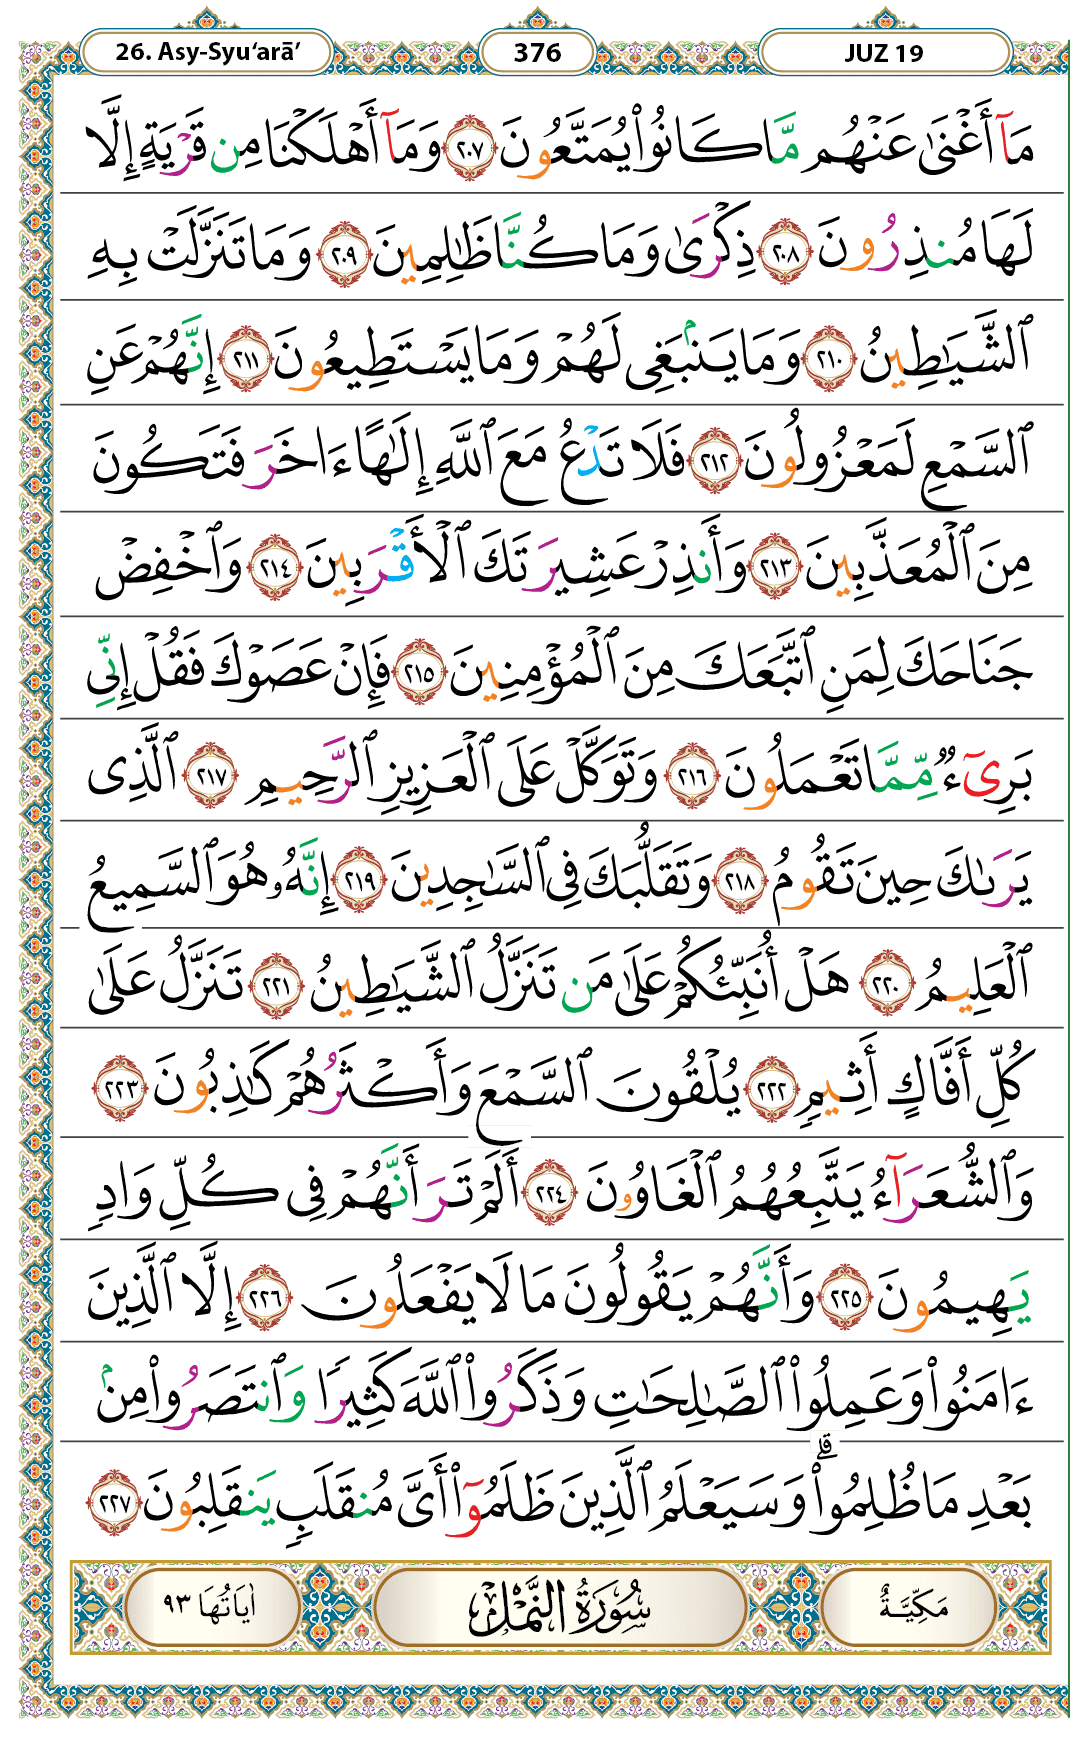 26. Asy-Syu‘arā’
376
JUZ 19
مَآ أَغْنَىٰ عَنْهُم مَّا كَانُوا۟ يُمَتَّعُونَ ٢٠٧ وَمَآ أَهْلَكْنَا مِن قَرْيَةٍ إِلَّا
لَهَا مُنذِرُونَ ٢٠٨ ذِكْرَىٰ وَمَا كُنَّا ظَٰلِمِينَ ٢٠٩ وَمَا تَنَزَّلَتْ بِهِ
ٱلشَّيَٰطِينُ ٢١٠ وَمَا يَنۢبَغِى لَهُمْ وَمَا يَسْتَطِيعُونَ ٢١١ إِنَّهُمْ عَنِ
ٱلسَّمْعِ لَمَعْزُولُونَ ٢١٢ فَلَا تَدْعُ مَعَ ٱللَّهِ إِلَٰهًا ءَاخَرَ فَتَكُونَ
مِنَ ٱلْمُعَذَّبِينَ ٢١٣ وَأَنذِرْ عَشِيرَتَكَ ٱلْأَقْرَبِينَ ٢١٤ وَٱخْفِضْ
جَنَاحَكَ لِمَنِ ٱتَّبَعَكَ مِنَ ٱلْمُؤْمِنِينَ ٢١٥ فَإِنْ عَصَوْكَ فَقُلْ إِنِّى
بَرِىٓءٌ مِّمَّا تَعْمَلُونَ ٢١٦ وَتَوَكَّلْ عَلَى ٱلْعَزِيزِ ٱلرَّحِيمِ ٢١٧ ٱلَّذِى
يَرَىٰكَ حِينَ تَقُومُ ٢١٨ وَتَقَلُّبَكَ فِى ٱلسَّٰجِدِينَ ٢١٩ إِنَّهُۥ هُوَ ٱلسَّمِيعُ
ٱلْعَلِيمُ ٢٢٠ هَلْ أُنَبِّئُكُمْ عَلَىٰ مَن تَنَزَّلُ ٱلشَّيَٰطِينُ ٢٢١ تَنَزَّلُ عَلَىٰ
كُلِّ أَفَّاكٍ أَثِيمٍ ٢٢٢ يُلْقُونَ ٱلسَّمْعَ وَأَكْثَرُهُمْ كَٰذِبُونَ ٢٢٣
وَٱلشُّعَرَآءُ يَتَّبِعُهُمُ ٱلْغَاوُۥنَ ٢٢٤ أَلَمْ تَرَ أَنَّهُمْ فِى كُلِّ وَادٍ
يَهِيمُونَ ٢٢٥ وَأَنَّهُمْ يَقُولُونَ مَا لَا يَفْعَلُونَ ٢٢٦ إِلَّا ٱلَّذِينَ
ءَامَنُوا۟ وَعَمِلُوا۟ ٱلصَّٰلِحَٰتِ وَذَكَرُوا۟ ٱللَّهَ كَثِيرًا وَٱنتَصَرُوا۟ مِنۢ
بَعْدِ مَا ظُلِمُوا۟ ۗ وَسَيَعْلَمُ ٱلَّذِينَ ظَلَمُوٓا۟ أَىَّ مُنقَلَبٍ يَنقَلِبُونَ ٢٢٧
مَكِّيَّةٌ
سُورَةُ النَّمْلِ
اٰيَاتُهَا ٩٣